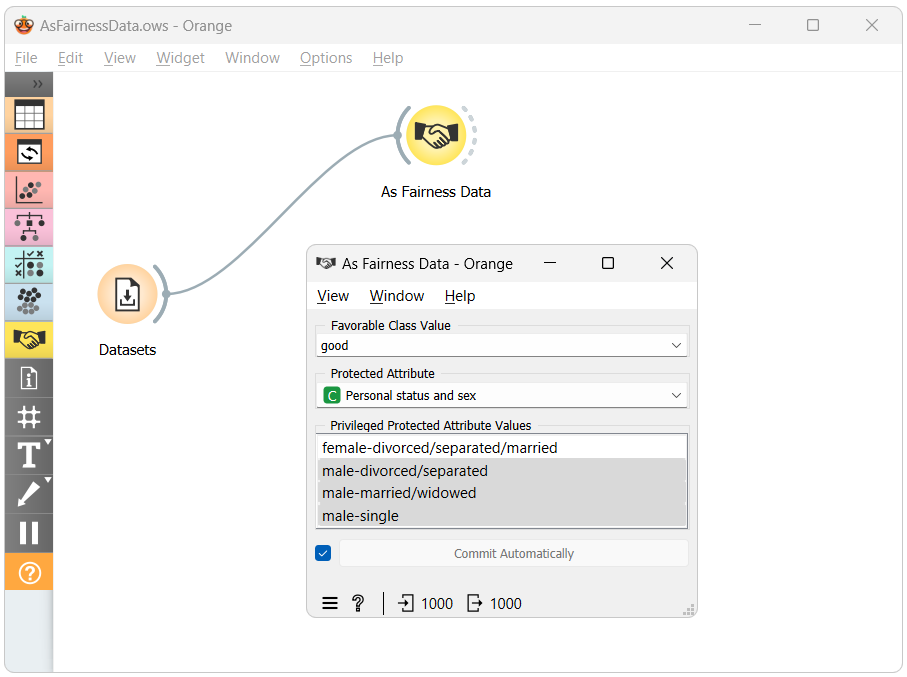 AsFairnessData.ows - Orange
File Edit View Widget Window Options Help
As Fairness Data
Datasets
As Fairness Data - Orange
View Window Help
Favorable Class Value
good
Protected Attribute
C Personal status and sex
Privileged Protected Attribute Values
female-divorced/separated/married
male-divorced/separated
male-married/widowed
male-single
Commit Automatically
? 1000 1000